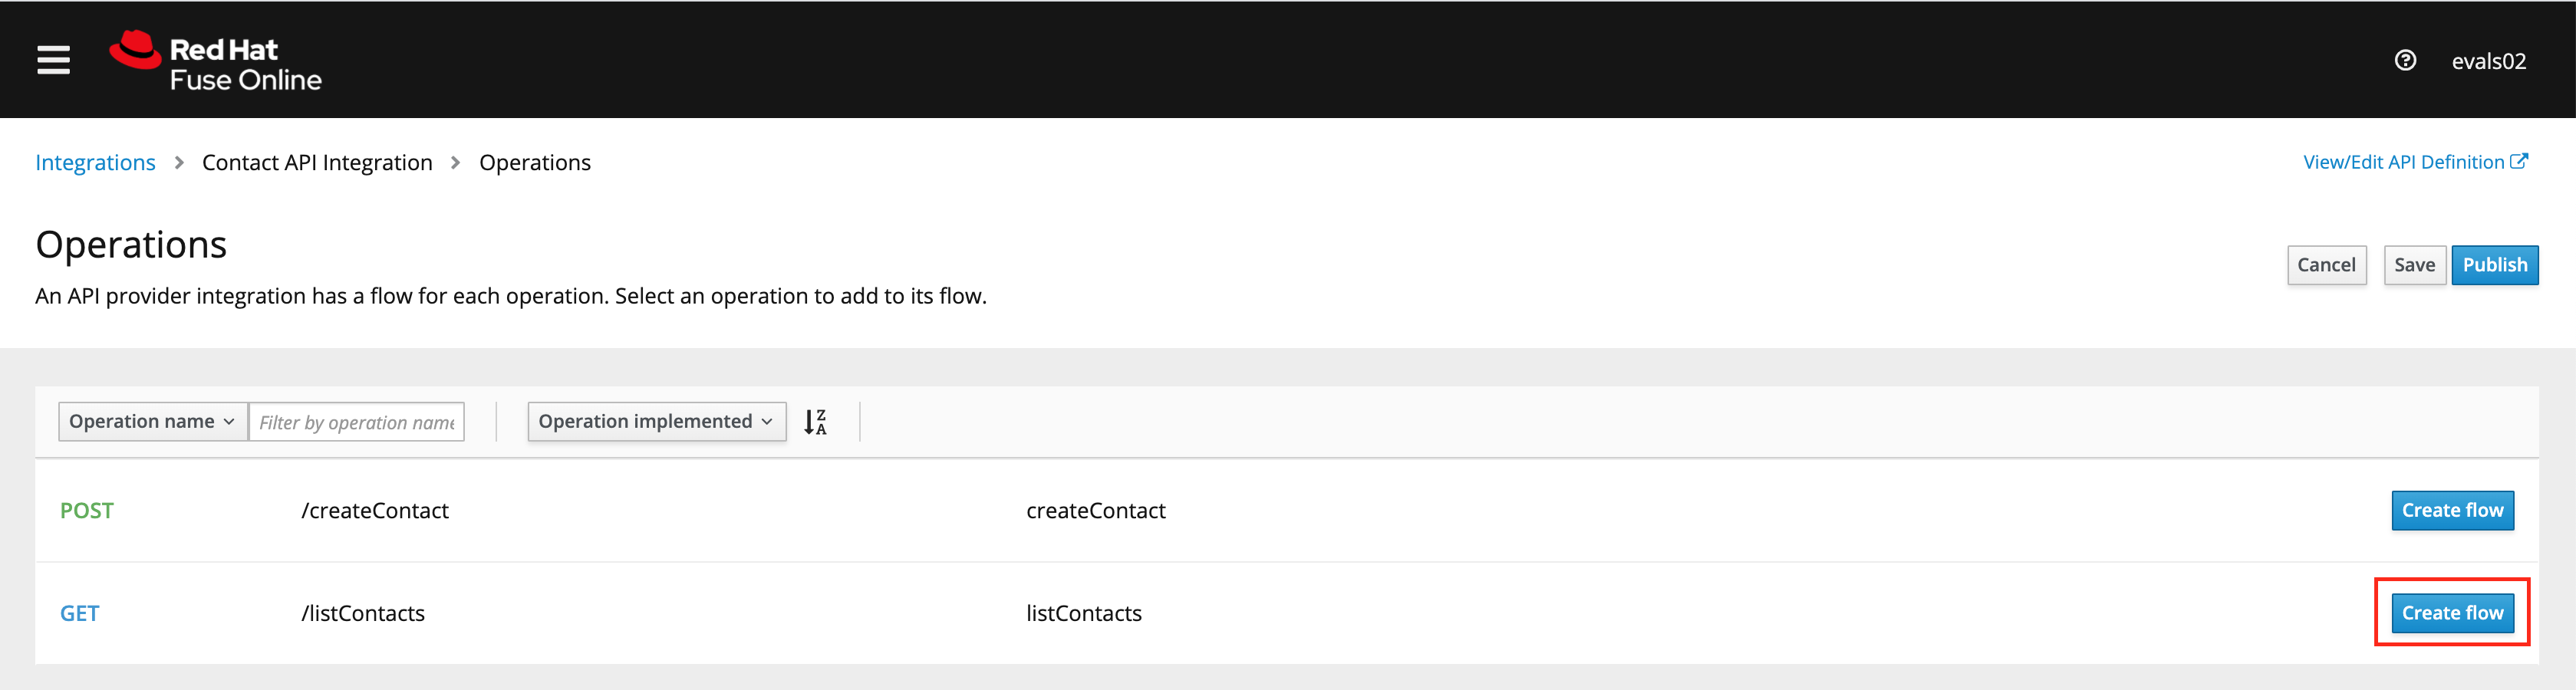 Red Hat
Fuse Online
evals02
Integrations > Contact API Integration > Operations
View/Edit API Definition
Operations
An API provider integration has a flow for each operation. Select an operation to add to its flow.
Cancel Save Publish
Operation name Filter by operation name Operation implemented Z A
POST /createContact createContact Create flow
GET /listContacts listContacts Create flow